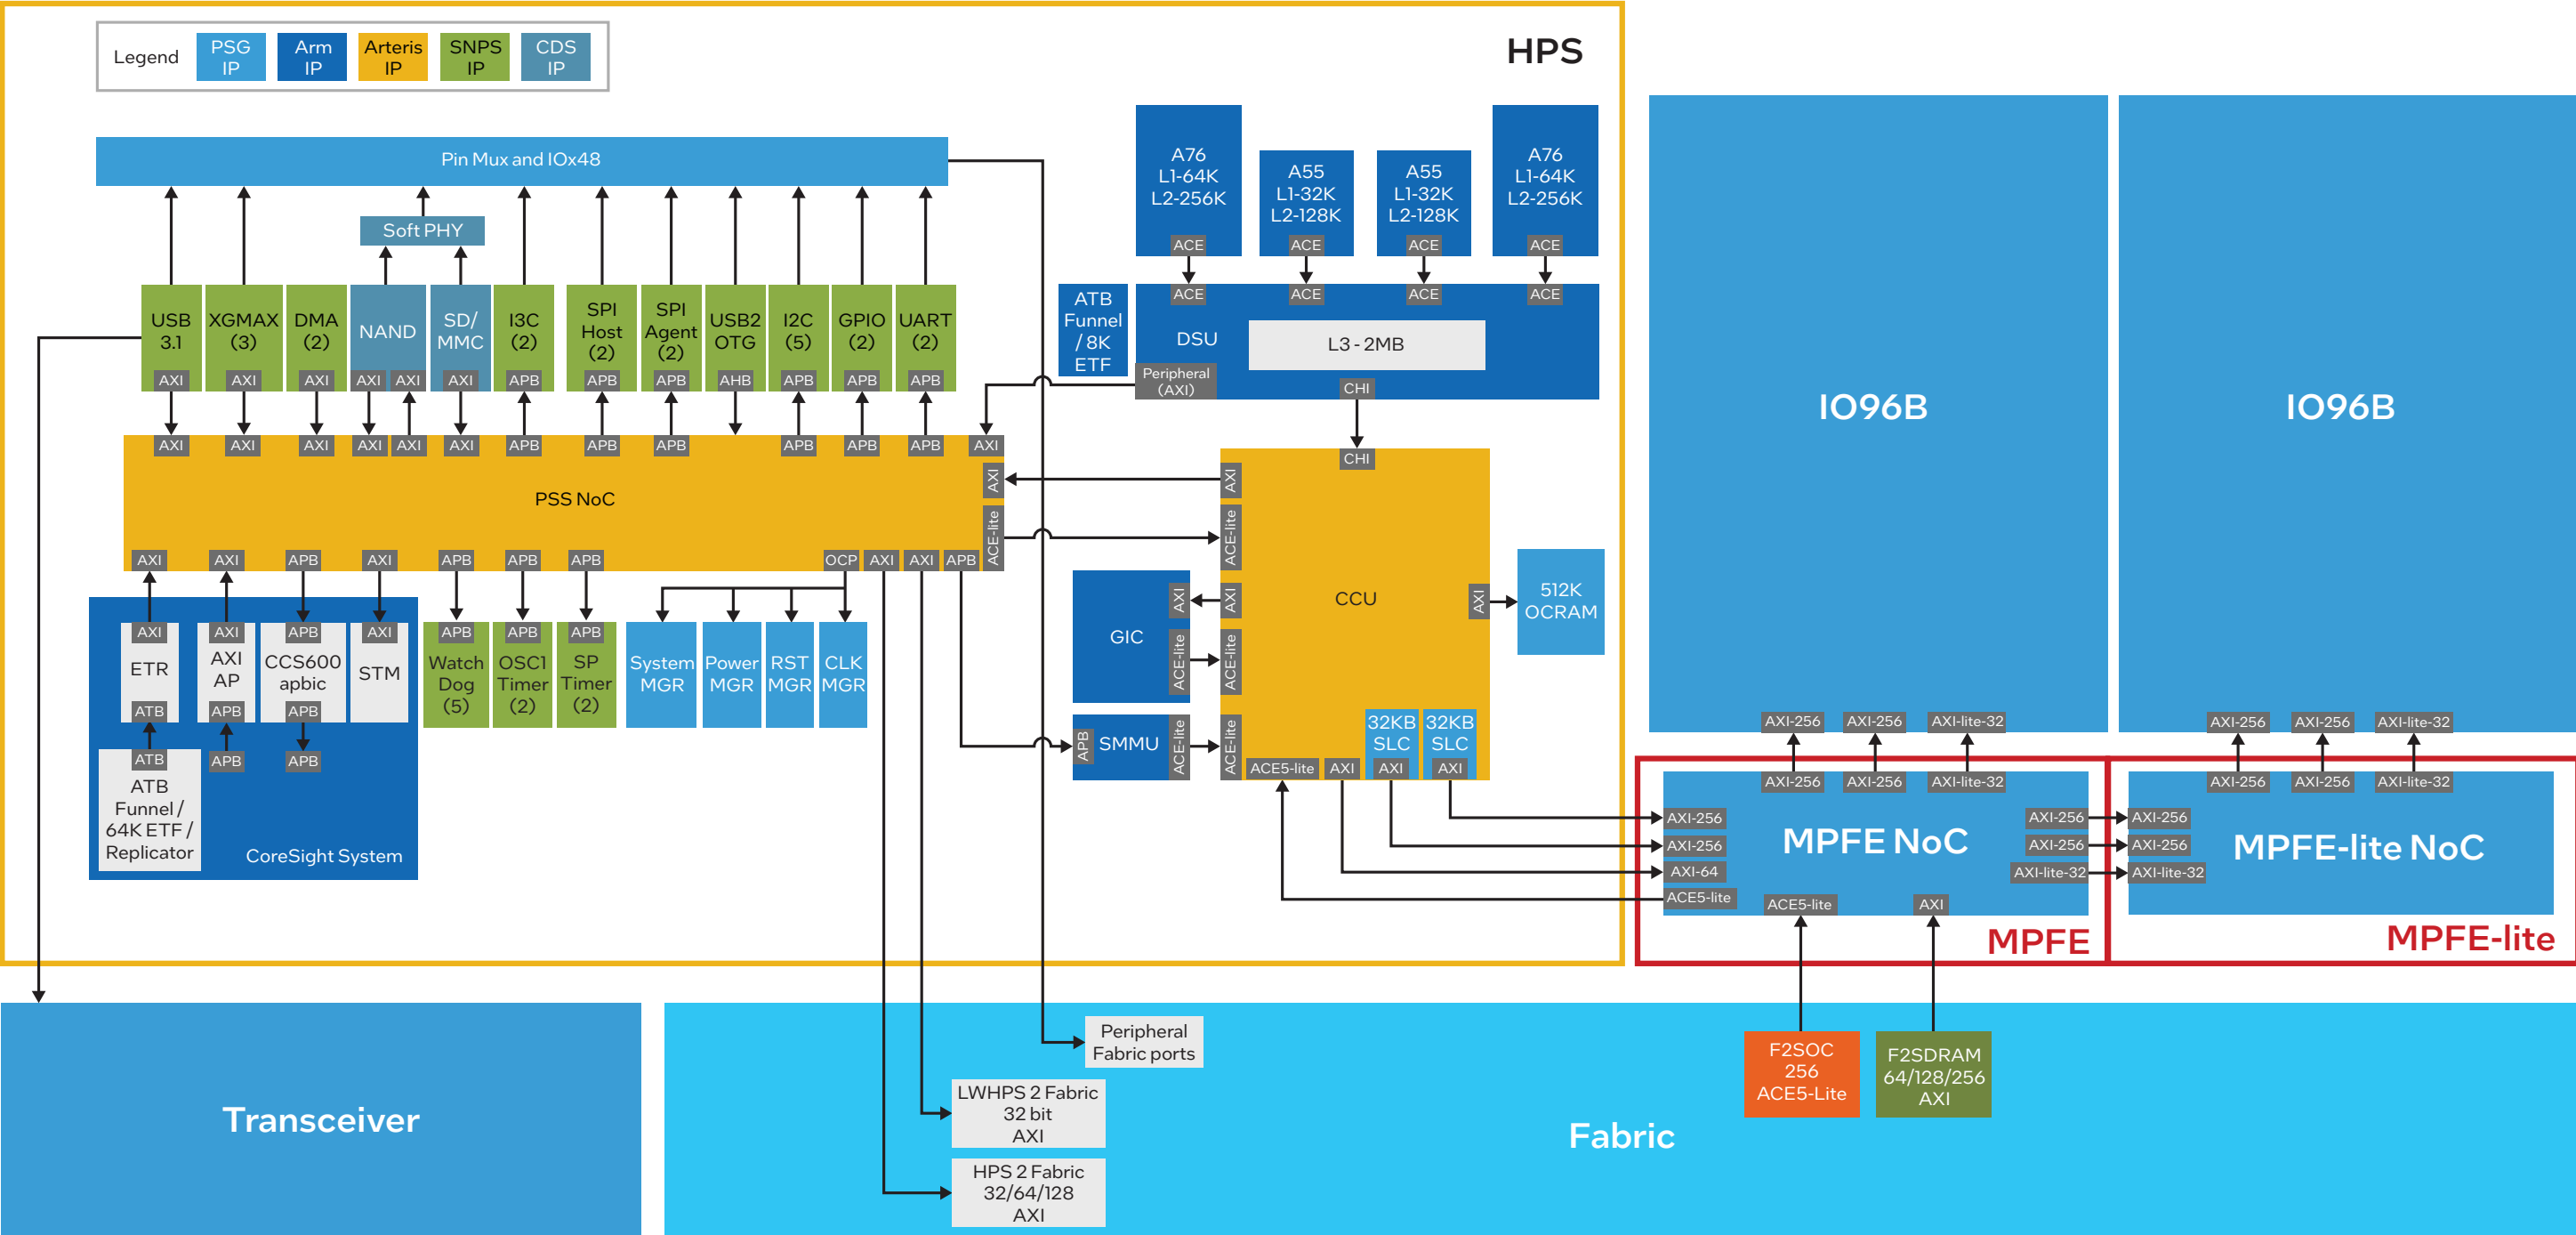 Legend
PSG
IP
Arm
IP
Arteris
IP
SNPS
IP
CDS
IP
HPS
Pin Mux and IOx48
Soft PHY
USB
3.1
AXI
XGMAX
(3)
AXI
DMA
(2)
AXI
NAND
AXI
AXI
SD/
MMC
AXI
I3C
(2)
APB
SPI
Host
(2)
APB
SPI
Agent
(2)
APB
USB2
OTG
AHB
I2C
(5)
APB
GPIO
(2)
APB
UART
(2)
APB
A76
L1-64K
L2-256K
ACE
A55
L1-32K
L2-128K
ACE
A55
L1-32K
L2-128K
ACE
A76
L1-64K
L2-256K
ACE
ATB
Funnel
/ 8K
ETF
ACE
ACE
ACE
ACE
DSU
L3 - 2MB
Peripheral
(AXI)
CHI
AXI
AXI
AXI
AXI
AXI
AXI
APB
APB
APB
APB
APB
APB
AXI
AXI
ACE-lite
PSS NoC
AXI
AXI
APB
AXI
APB
APB
APB
OCP
AXI
AXI
APB
CHI
AXI
ACE-lite
AXI
ACE-lite
ACE-lite
CCU
AXI
512K
OCRAM
GIC
AXI
ACE-lite
APB
SMMU
ACE-lite
32KB
SLC
32KB
SLC
ACE5-lite
AXI
AXI
AXI
AXI
ETR
ATB
AXI
AXI
AP
APB
APB
CCS600
apbic
APB
AXI
STM
ATB
APB
APB
ATB
Funnel /
64K ETF /
Replicator
CoreSight System
APB
Watch
Dog
(5)
APB
OSC1
Timer
(2)
APB
SP
Timer
(2)
System
MGR
Power
MGR
RST
MGR
CLK
MGR
IO96B
AXI-256
AXI-256
AXI-lite-32
IO96B
AXI-256
AXI-256
AXI-lite-32
AXI-256
AXI-256
AXI-lite-32
AXI-256
AXI-256
AXI-64
ACE5-lite
MPFE NoC
AXI-256
AXI-256
AXI-lite-32
ACE5-lite
AXI
MPFE
AXI-256
AXI-256
AXI-lite-32
AXI-256
AXI-256
AXI-lite-32
MPFE-lite NoC
MPFE-lite
Transceiver
Peripheral
Fabric ports
LWHPS 2 Fabric
32 bit
AXI
HPS 2 Fabric
32/64/128
AXI
Fabric
F2SOC
256
ACE5-Lite
F2SDRAM
64/128/256
AXI